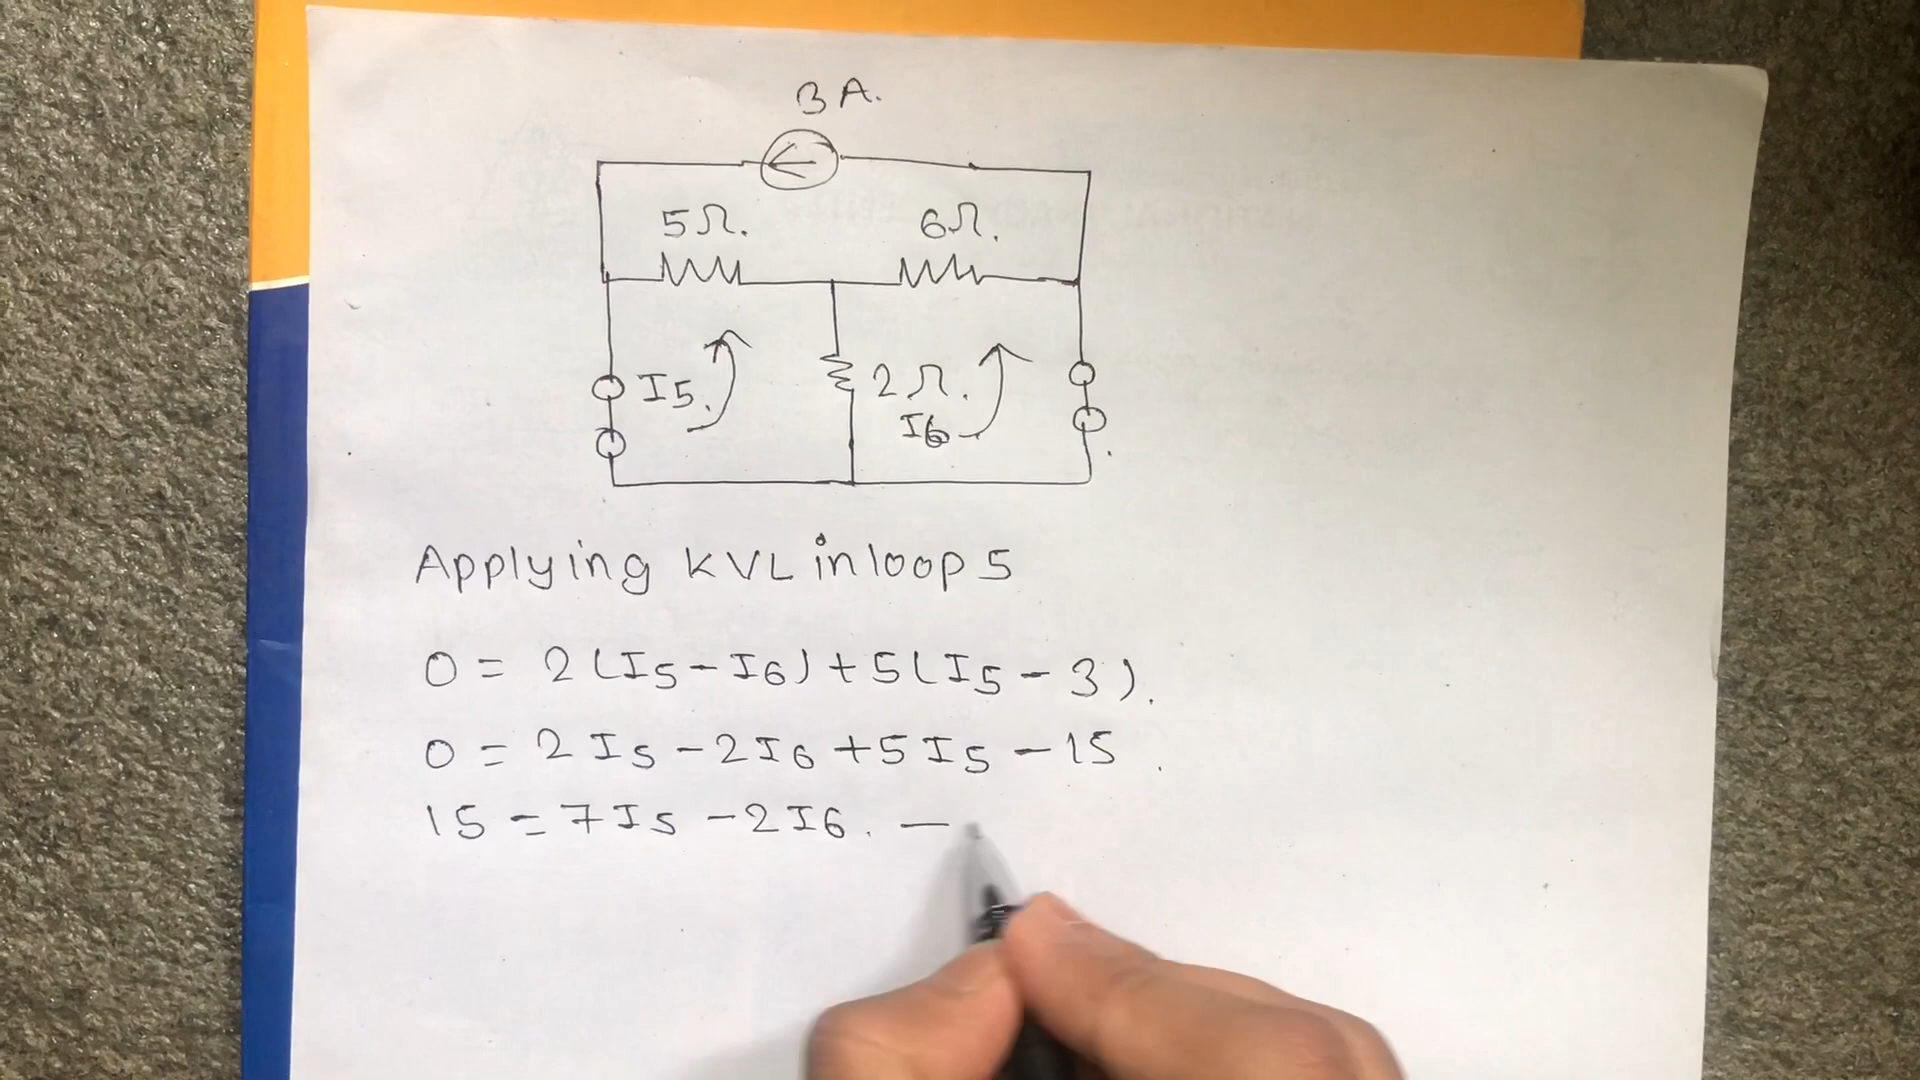 3 A.
5Ω. 6Ω.
I5. 2Ω.
I6
Applying KVL in loop 5
0 = 2(I5-I6)+5(I5-3).
0 = 2I5-2I6+5I5-15.
15 = 7I5-2I6. —